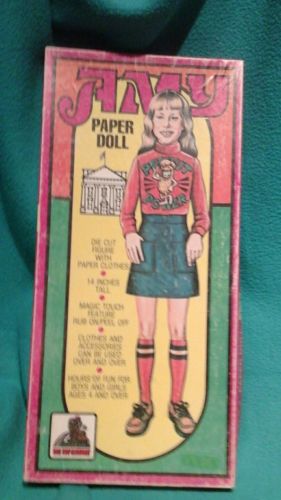 AMY
PAPER
DOLL
PEANUT
POWER
DIE CUT
FIGURE
WITH
PAPER CLOTHES
14 INCHES
TALL
MAGIC TOUCH
FEATURE
RUB ON/PEEL OFF
CLOTHES AND
ACCESSORIES
CAN BE USED
OVER AND OVER
HOURS OF FUN FOR
BOYS AND GIRLS
AGES 4 AND OVER